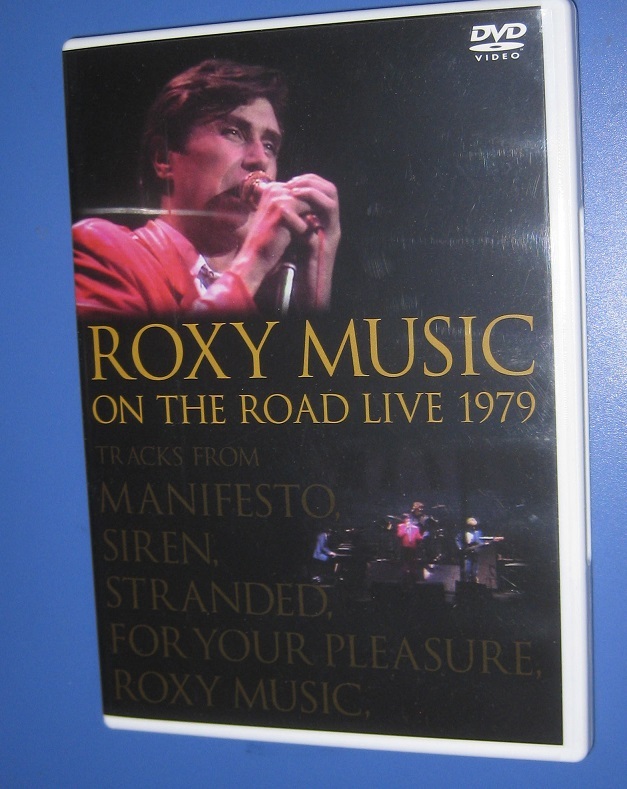 DVD
VIDEO
ROXY MUSIC
ON THE ROAD LIVE 1979
TRACKS FROM
MANIFESTO,
SIREN,
STRANDED,
FOR YOUR PLEASURE,
ROXY MUSIC,